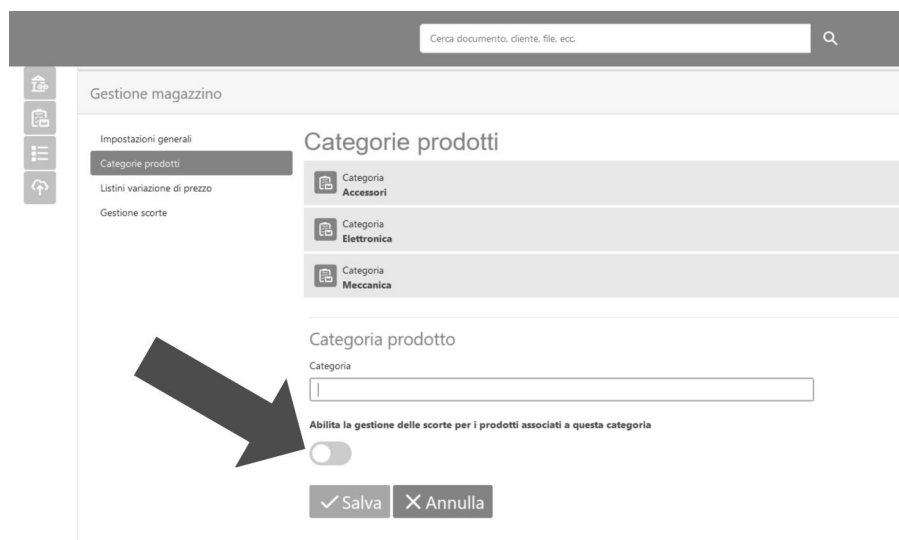 Cerca documento, cliente, file, ecc.
Gestione magazzino
Impostazioni generali
Categorie prodotti
Listini variazione di prezzo
Gestione scorte
Categorie prodotti
Categoria
Accessori
Categoria
Elettronica
Categoria
Meccanica
Categoria prodotto
Categoria
Abilita la gestione delle scorte per i prodotti associati a questa categoria
Salva
Annulla